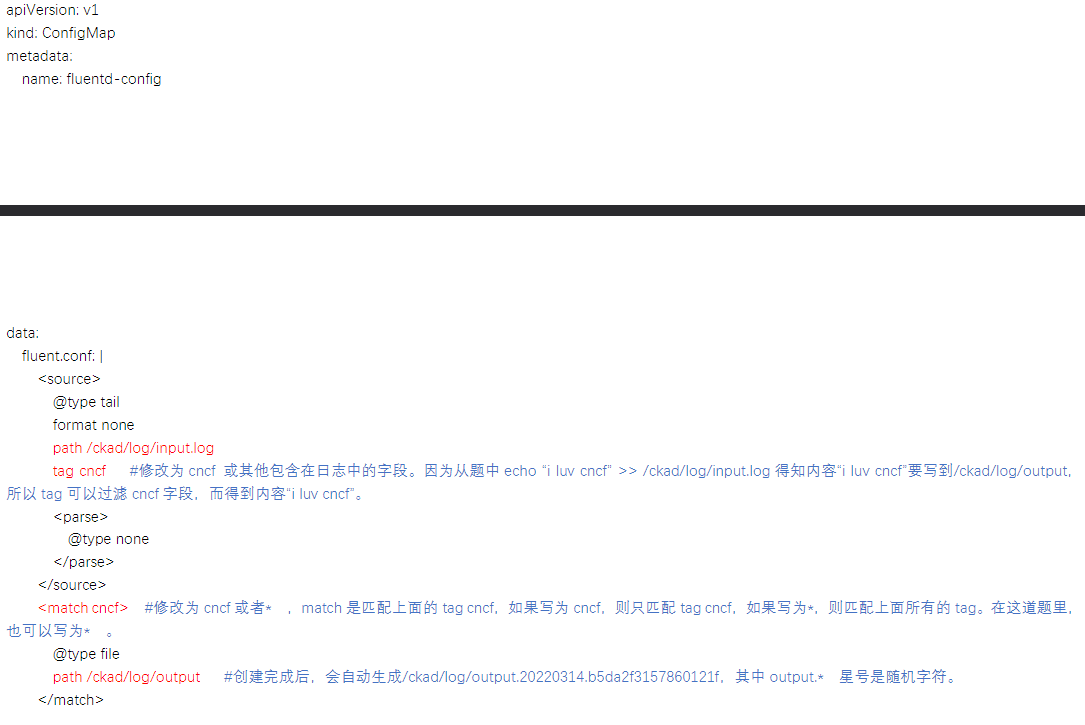 apiVersion: v1
kind: ConfigMap
metadata:
name: fluentd-config
data:
fluent.conf: |
<source>
@type tail
format none
path /ckad/log/input.log
tag cncf #修改为 cncf 或其他包含在日志中的字段。因为从题中 echo “i luv cncf” >> /ckad/log/input.log 得知内容“i luv cncf”要写到/ckad/log/output,
所以 tag 可以过滤 cncf 字段，而得到内容“i luv cncf”。
<parse>
@type none
</parse>
</source>
<match cncf> #修改为 cncf 或者* ，match 是匹配上面的 tag cncf，如果写为 cncf，则只匹配 tag cncf，如果写为*，则匹配上面所有的 tag。在这道题里，
也可以写为* 。
@type file
path /ckad/log/output #创建完成后，会自动生成/ckad/log/output.20220314.b5da2f3157860121f，其中 output.* 星号是随机字符。
</match>